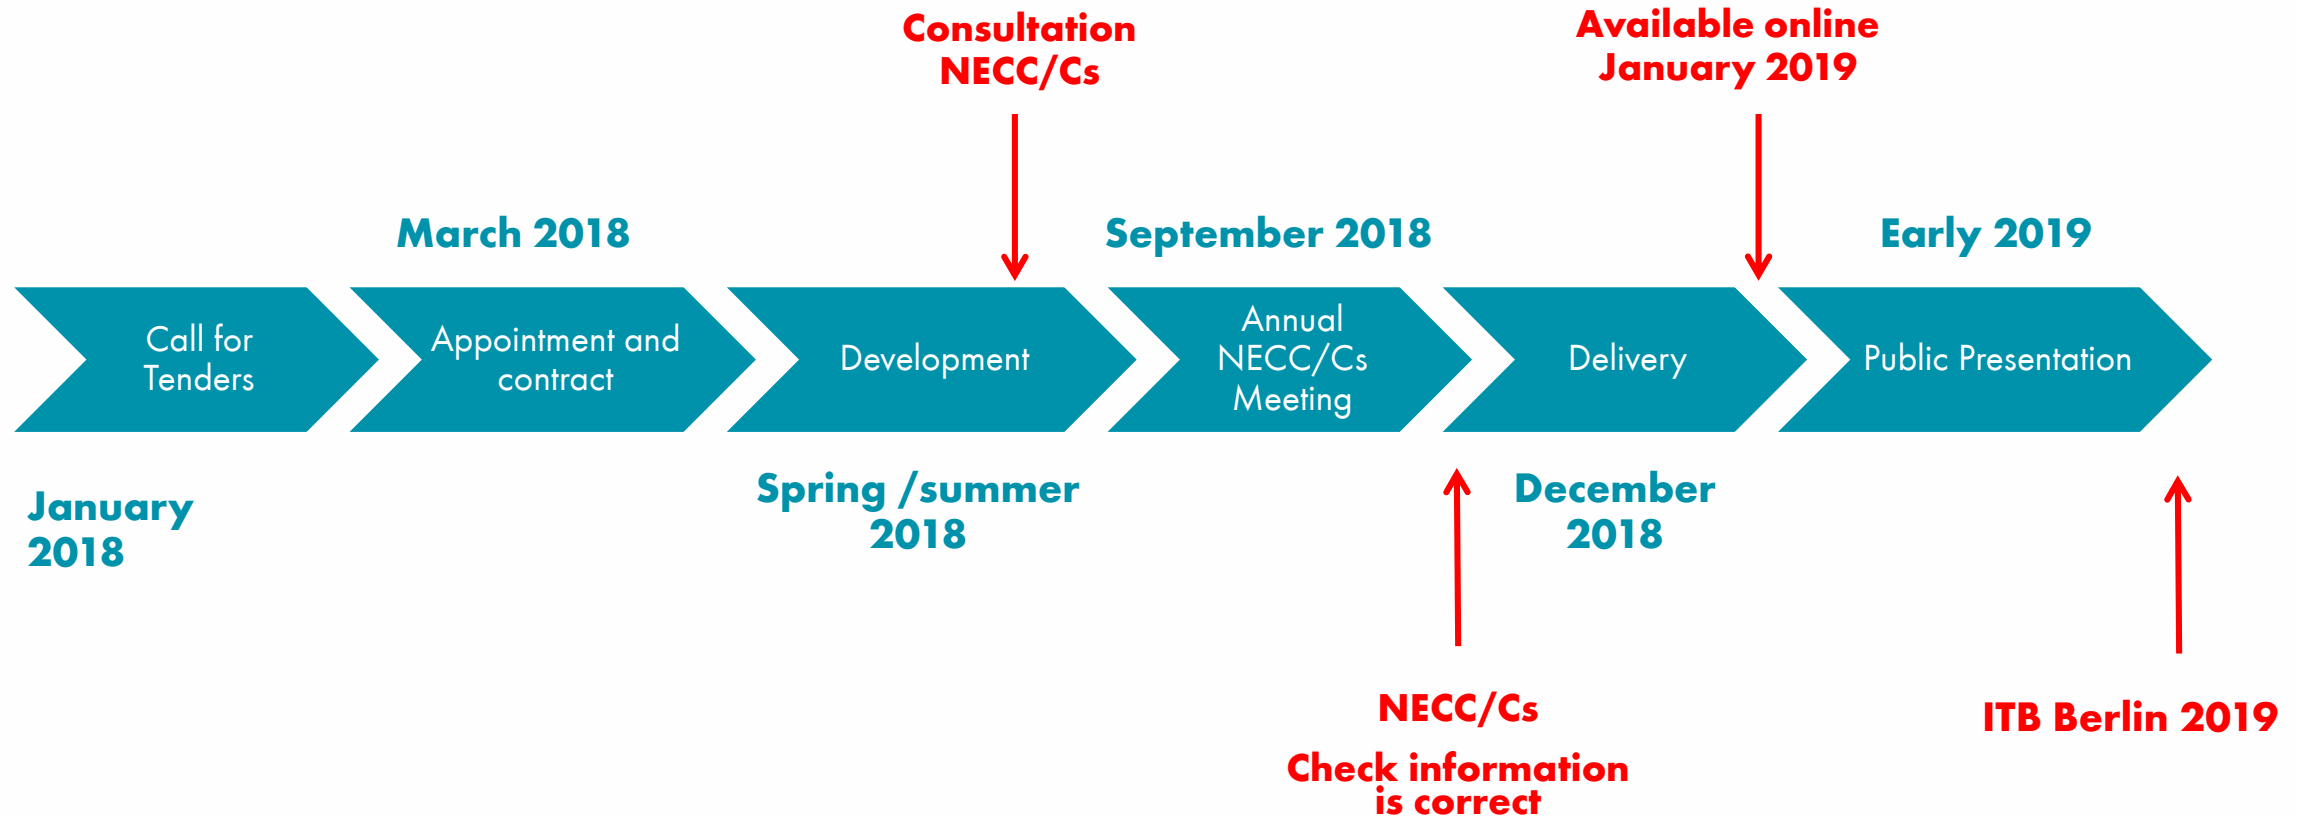 Consultation
NECC/Cs
Available online
January 2019
March 2018
September 2018
Early 2019
Call for
Tenders
Appointment and
contract
Development
Annual
NECC/Cs
Meeting
Delivery
Public Presentation
January
2018
Spring /summer
2018
December
2018
NECC/Cs
Check information
is correct
ITB Berlin 2019